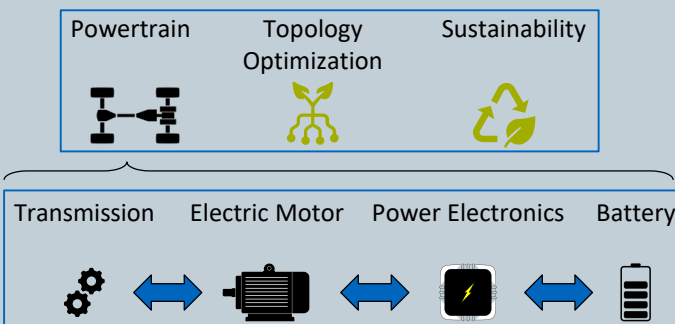 Powertrain Topology Sustainability
Optimization
Transmission Electric Motor Power Electronics Battery